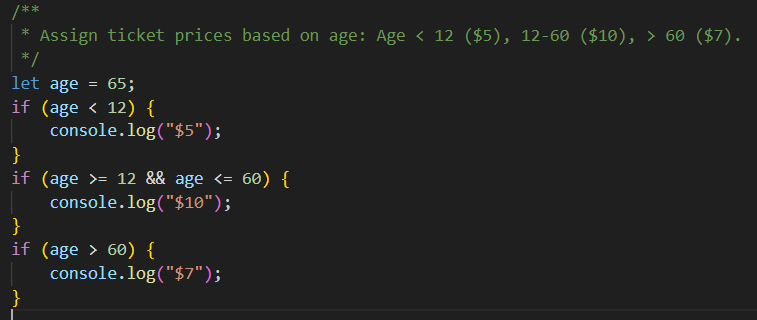 /**
 * Assign ticket prices based on age: Age < 12 ($5), 12-60 ($10), > 60 ($7).
 */
let age = 65;
if (age < 12) {
    console.log("$5");
}
if (age >= 12 && age <= 60) {
    console.log("$10");
}
if (age > 60) {
    console.log("$7");
}